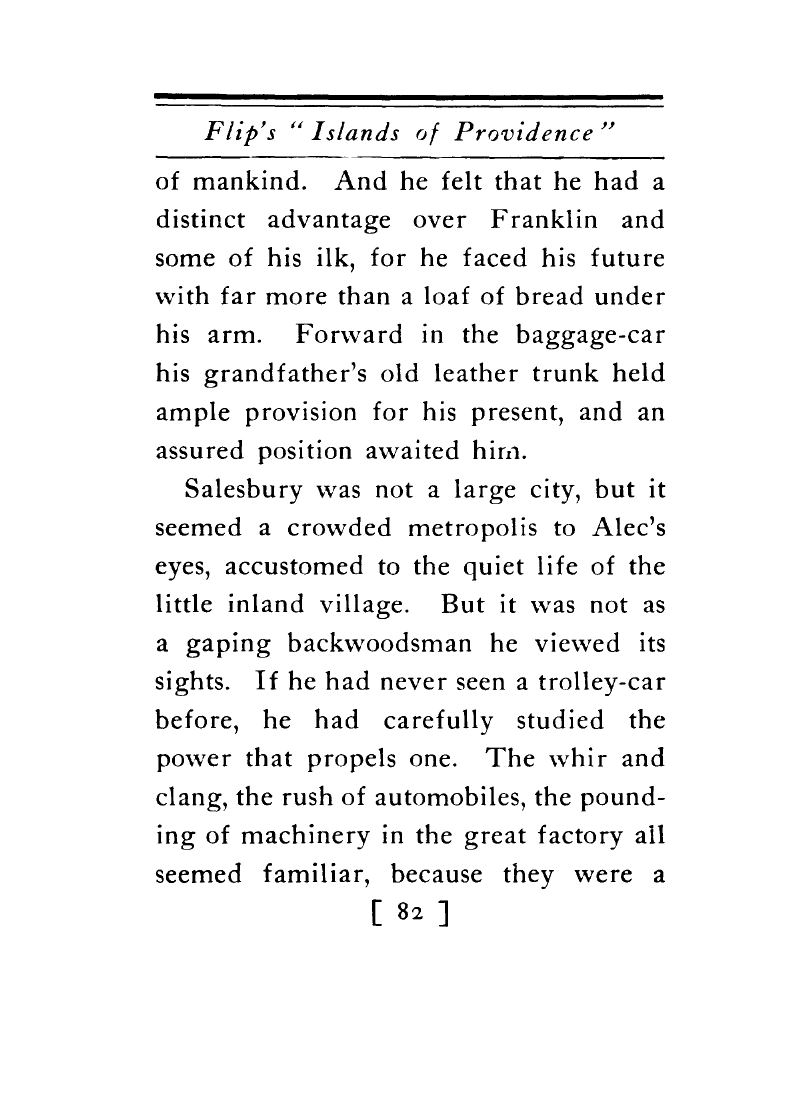 Flip's “Islands of Providence”
of mankind. And he felt that he had a
distinct advantage over Franklin and
some of his ilk, for he faced his future
with far more than a loaf of bread under
his arm. Forward in the baggage-car
his grandfather's old leather trunk held
ample provision for his present, and an
assured position awaited him.
Salesbury was not a large city, but it
seemed a crowded metropolis to Alec's
eyes, accustomed to the quiet life of the
little inland village. But it was not as
a gaping backwoodsman he viewed its
sights. If he had never seen a trolley-car
before, he had carefully studied the
power that propels one. The whir and
clang, the rush of automobiles, the pound-
ing of machinery in the great factory all
seemed familiar, because they were a
[ 82 ]